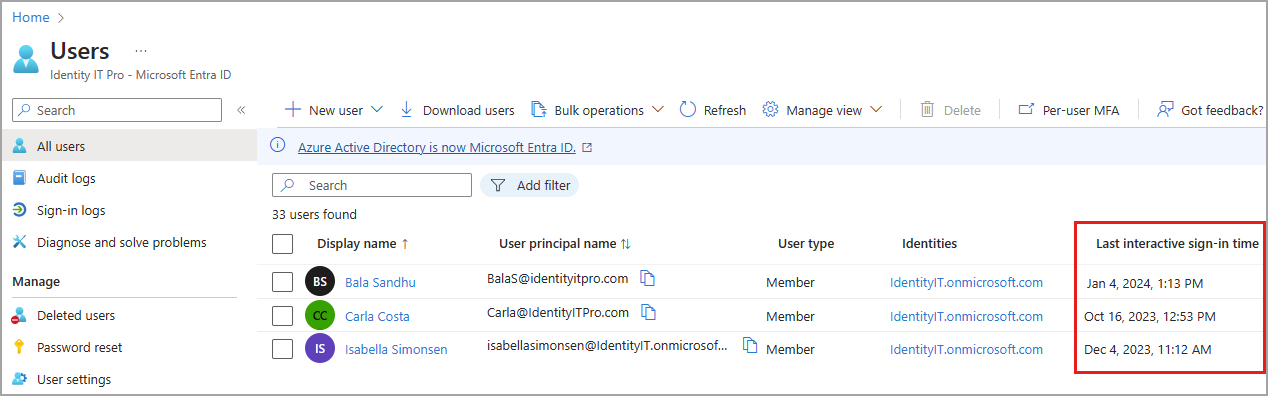 Home
Users ...
Identity IT Pro - Microsoft Entra ID
Search
New user Download users Bulk operations Refresh Manage view Delete Per-user MFA Got feedback?
All users
Audit logs
Sign-in logs
Diagnose and solve problems
Manage
Deleted users
Password reset
User settings
Azure Active Directory is now Microsoft Entra ID.
Search Add filter
33 users found
Display name User principal name User type Identities Last interactive sign-in time
BS Bala Sandhu BalaS@identityitpro.com Member IdentityIT.onmicrosoft.com Jan 4, 2024, 1:13 PM
CC Carla Costa Carla@IdentityITPro.com Member IdentityIT.onmicrosoft.com Oct 16, 2023, 12:53 PM
IS Isabella Simonsen isabellasimonsen@IdentityIT.onmicrosof... Member IdentityIT.onmicrosoft.com Dec 4, 2023, 11:12 AM